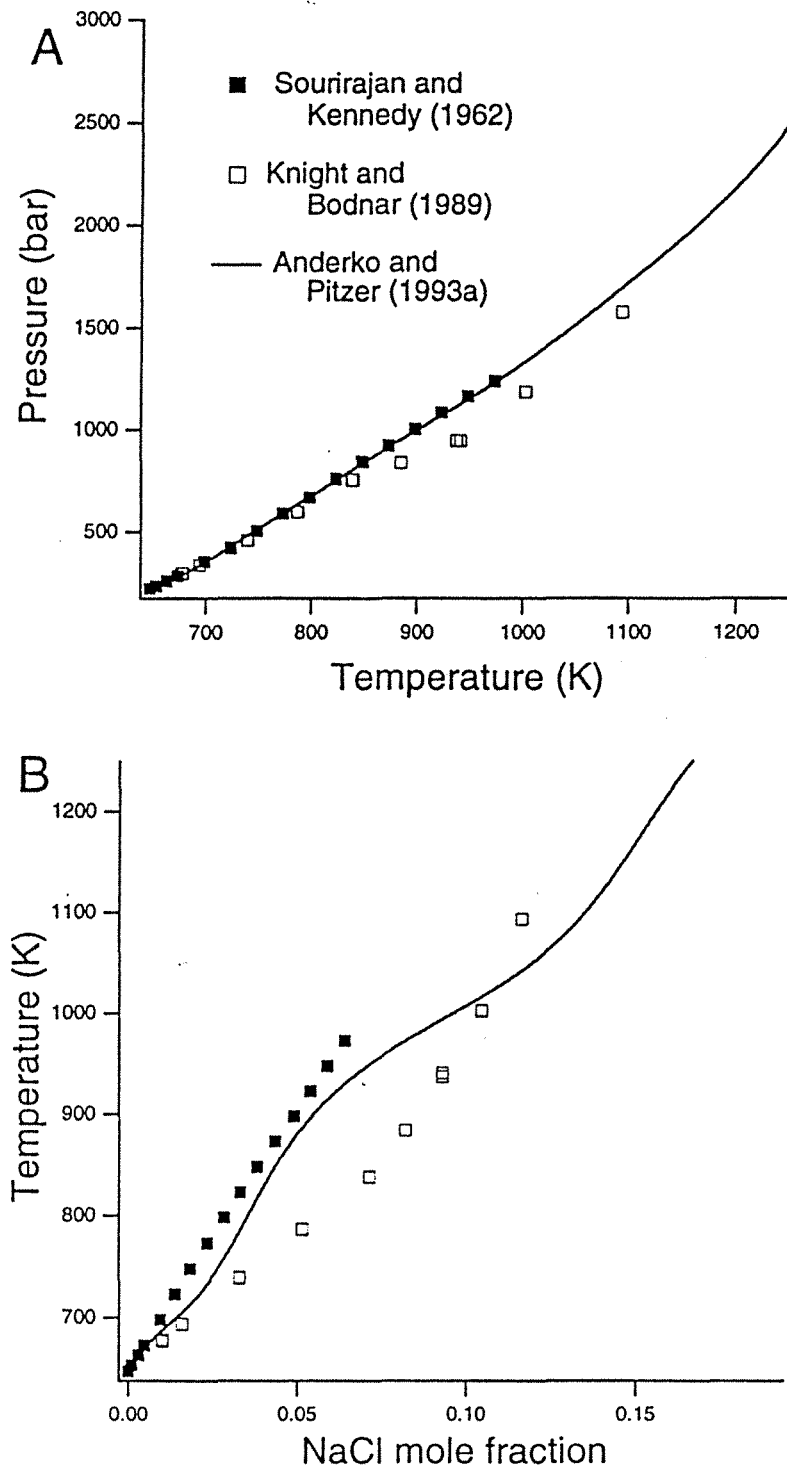 A
3000
2500
2000
1500
1000
500
Pressure (bar)
Sourirajan and
Kennedy (1962)
Knight and
Bodnar (1989)
Anderko and
Pitzer (1993a)
700 800 900 1000 1100 1200
Temperature (K)
B
1200
1100
1000
900
800
700
Temperature (K)
0.00 0.05 0.10 0.15
NaCl mole fraction